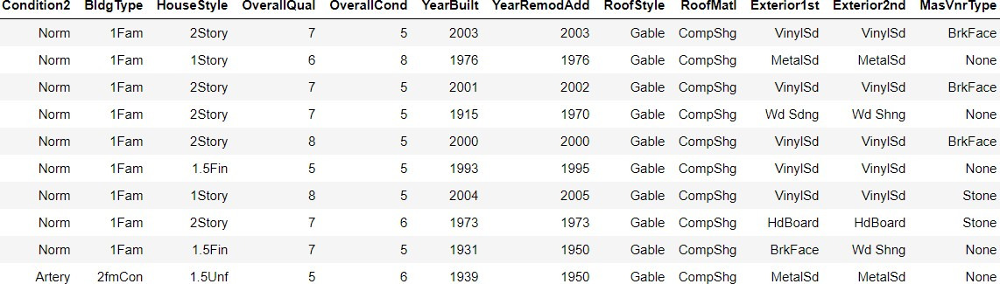 Condition2 BldgType HouseStyle OverallQual OverallCond YearBuilt YearRemodAdd RoofStyle RoofMatl Exterior1st Exterior2nd MasVnrType
Norm 1Fam 2Story 7 5 2003 2003 Gable CompShg VinylSd VinylSd BrkFace
Norm 1Fam 1Story 6 8 1976 1976 Gable CompShg MetalSd MetalSd None
Norm 1Fam 2Story 7 5 2001 2002 Gable CompShg VinylSd VinylSd BrkFace
Norm 1Fam 2Story 7 5 1915 1970 Gable CompShg Wd Sdng Wd Shng None
Norm 1Fam 2Story 8 5 2000 2000 Gable CompShg VinylSd VinylSd BrkFace
Norm 1Fam 1.5Fin 5 5 1993 1995 Gable CompShg VinylSd VinylSd None
Norm 1Fam 1Story 8 5 2004 2005 Gable CompShg VinylSd VinylSd Stone
Norm 1Fam 2Story 7 6 1973 1973 Gable CompShg HdBoard HdBoard Stone
Norm 1Fam 1.5Fin 7 5 1931 1950 Gable CompShg BrkFace Wd Shng None
Artery 2fmCon 1.5Unf 5 6 1939 1950 Gable CompShg MetalSd MetalSd None